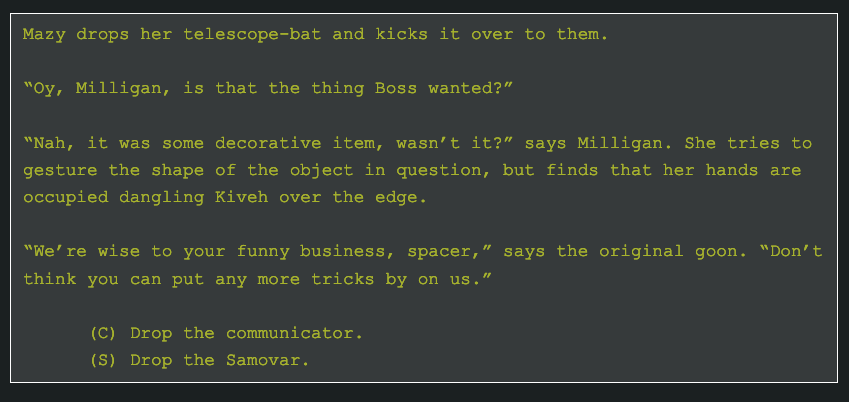 Mazy drops her telescope-bat and kicks it over to them.
“Oy, Milligan, is that the thing Boss wanted?”
“Nah, it was some decorative item, wasn’t it?” says Milligan. She tries to
gesture the shape of the object in question, but finds that her hands are
occupied dangling Kiveh over the edge.
“We’re wise to your funny business, spacer,” says the original goon. “Don’t
think you can put any more tricks by on us.”
(C) Drop the communicator.
(S) Drop the Samovar.